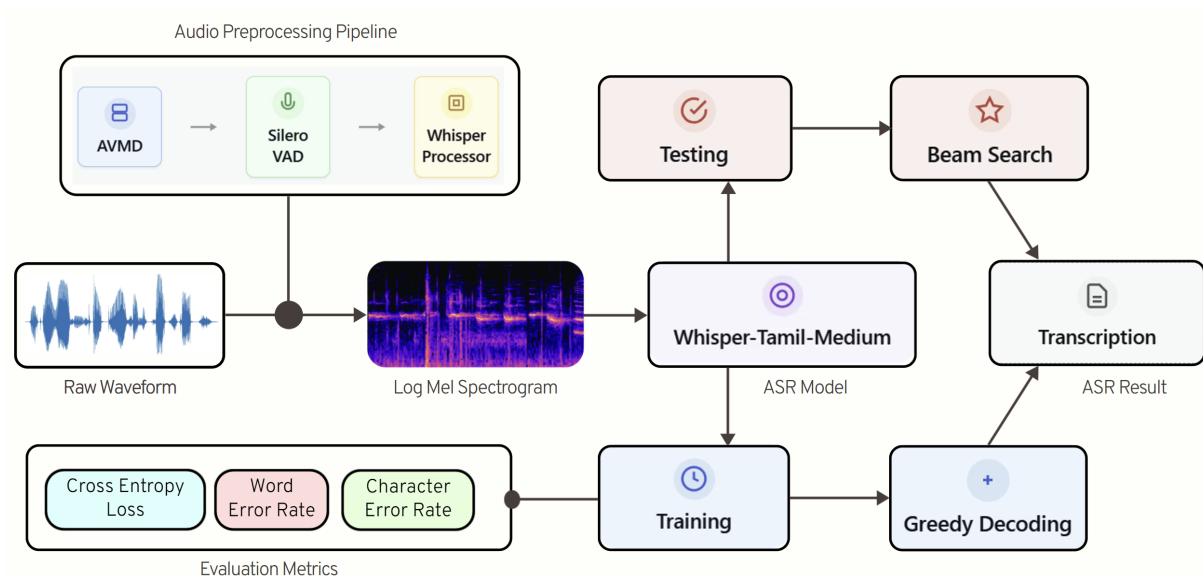 Audio Preprocessing Pipeline
AVMD
Silero
VAD
Whisper
Processor
Testing
Beam Search
Raw Waveform
Log Mel Spectrogram
Whisper-Tamil-Medium
ASR Model
Transcription
ASR Result
Cross Entropy
Loss
Word
Error Rate
Character
Error Rate
Evaluation Metrics
Training
Greedy Decoding